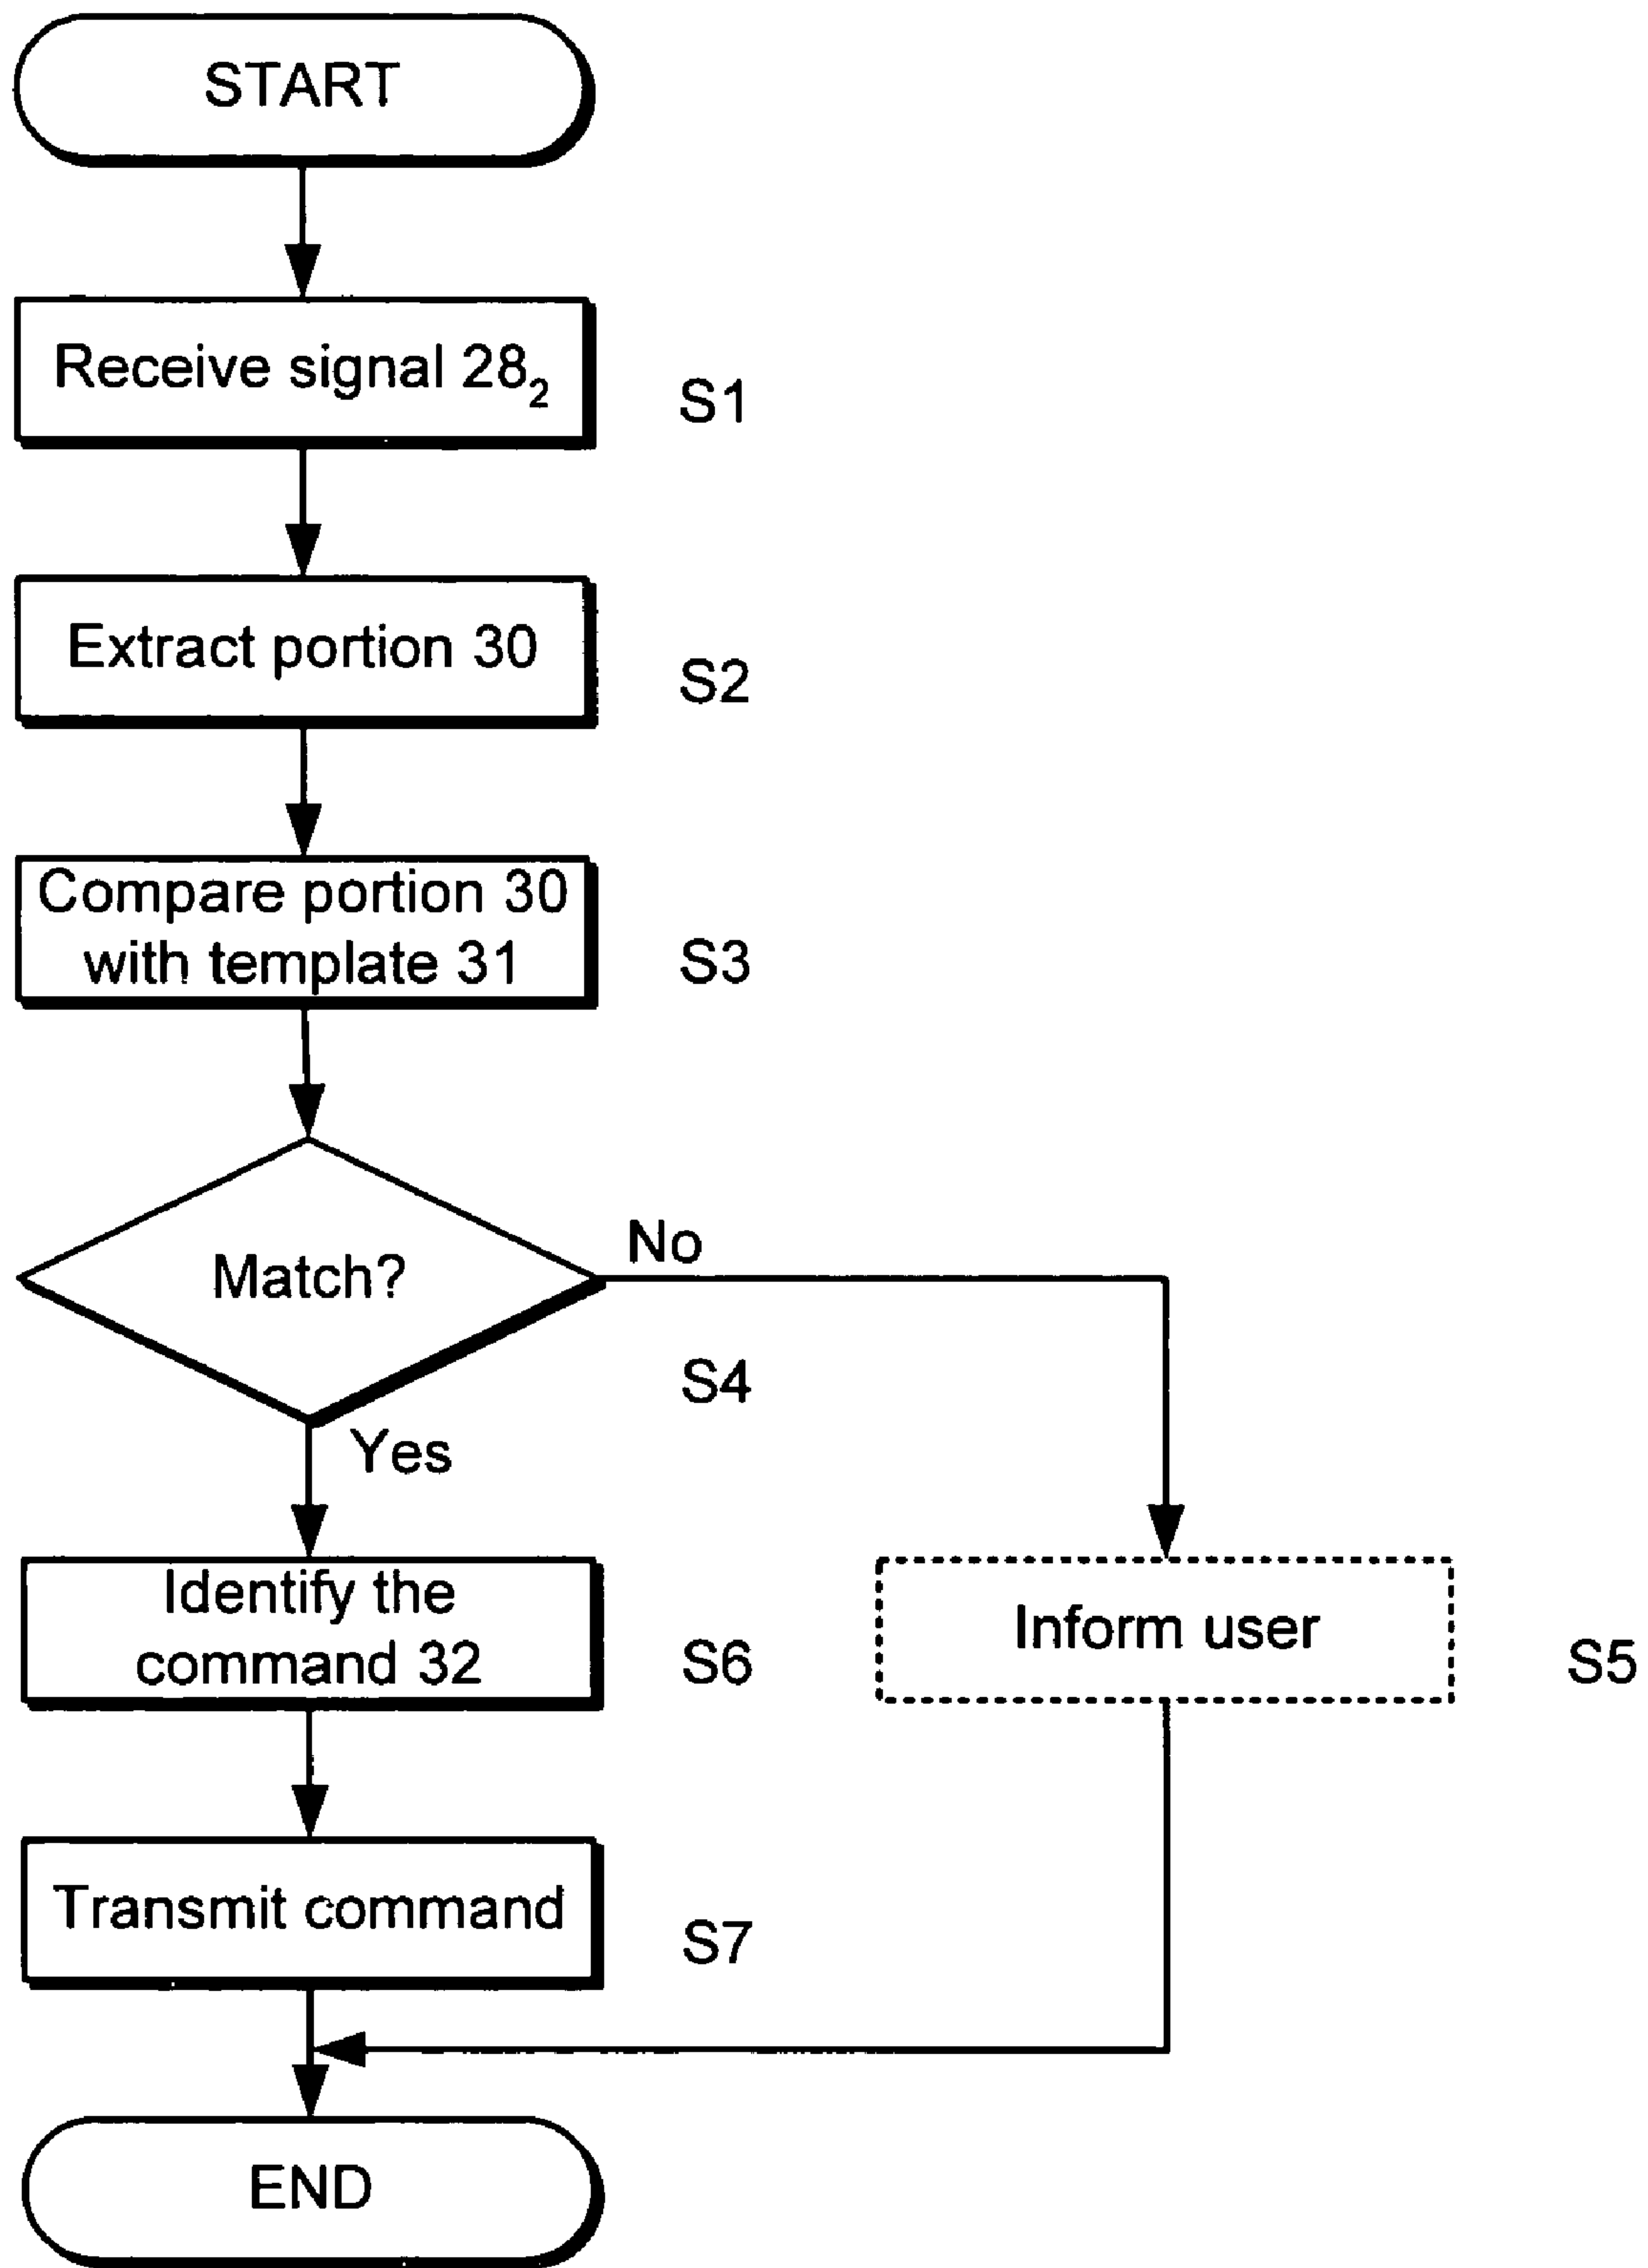 START
Receive signal 28₂
S1
Extract portion 30
S2
Compare portion 30
with template 31
S3
Match?
No
S4
Yes
Identify the
command 32
S6
Inform user
S5
Transmit command
S7
END